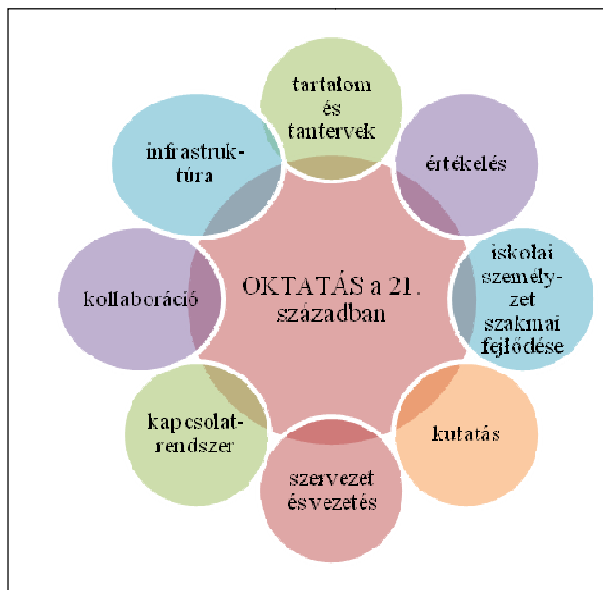 tartalom
és
tantervek
értékelés
iskolai
személy-
zet
szakmai
fejlődése
kutatás
szervezet
és vezetés
kapcsolat-
rendszer
kollaboráció
infrastruk-
túra
OKTATÁS a 21.
században